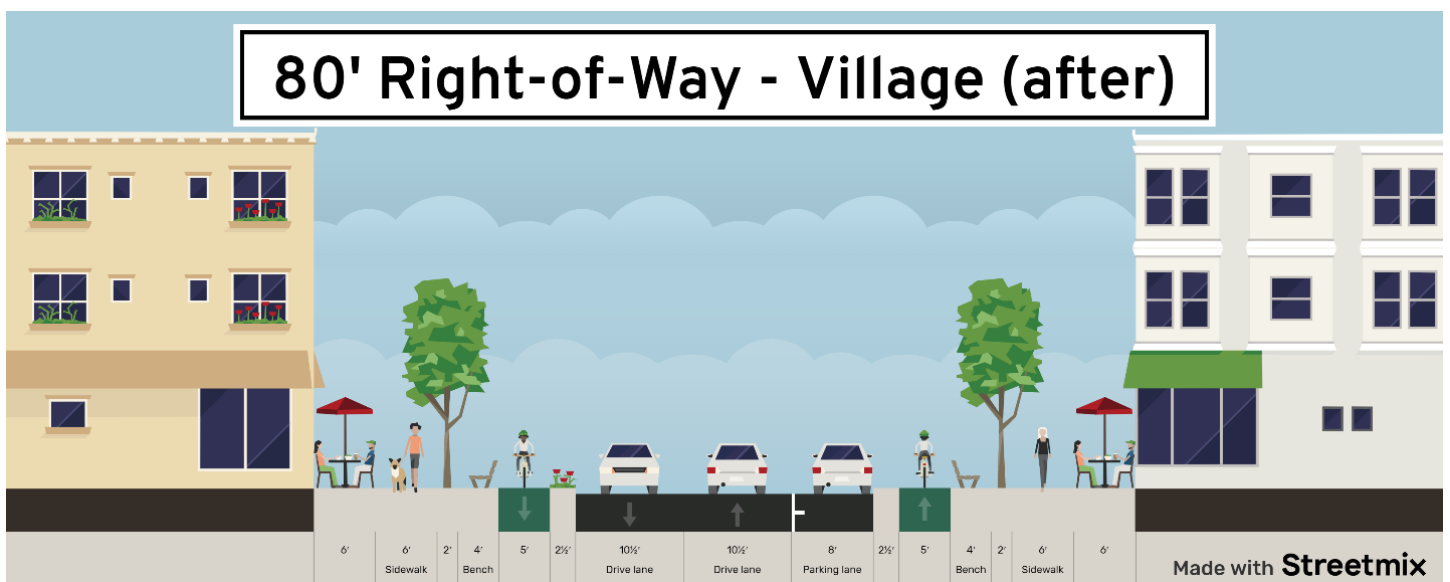 80' Right-of-Way - Village (after)
6' 6' 2' 4' 5' 2½' 10½' 10½' 8' 2½' 5' 4' 2' 6' 6'
Sidewalk Bench Drive lane Drive lane Parking lane Bench Sidewalk
Made with Streetmix